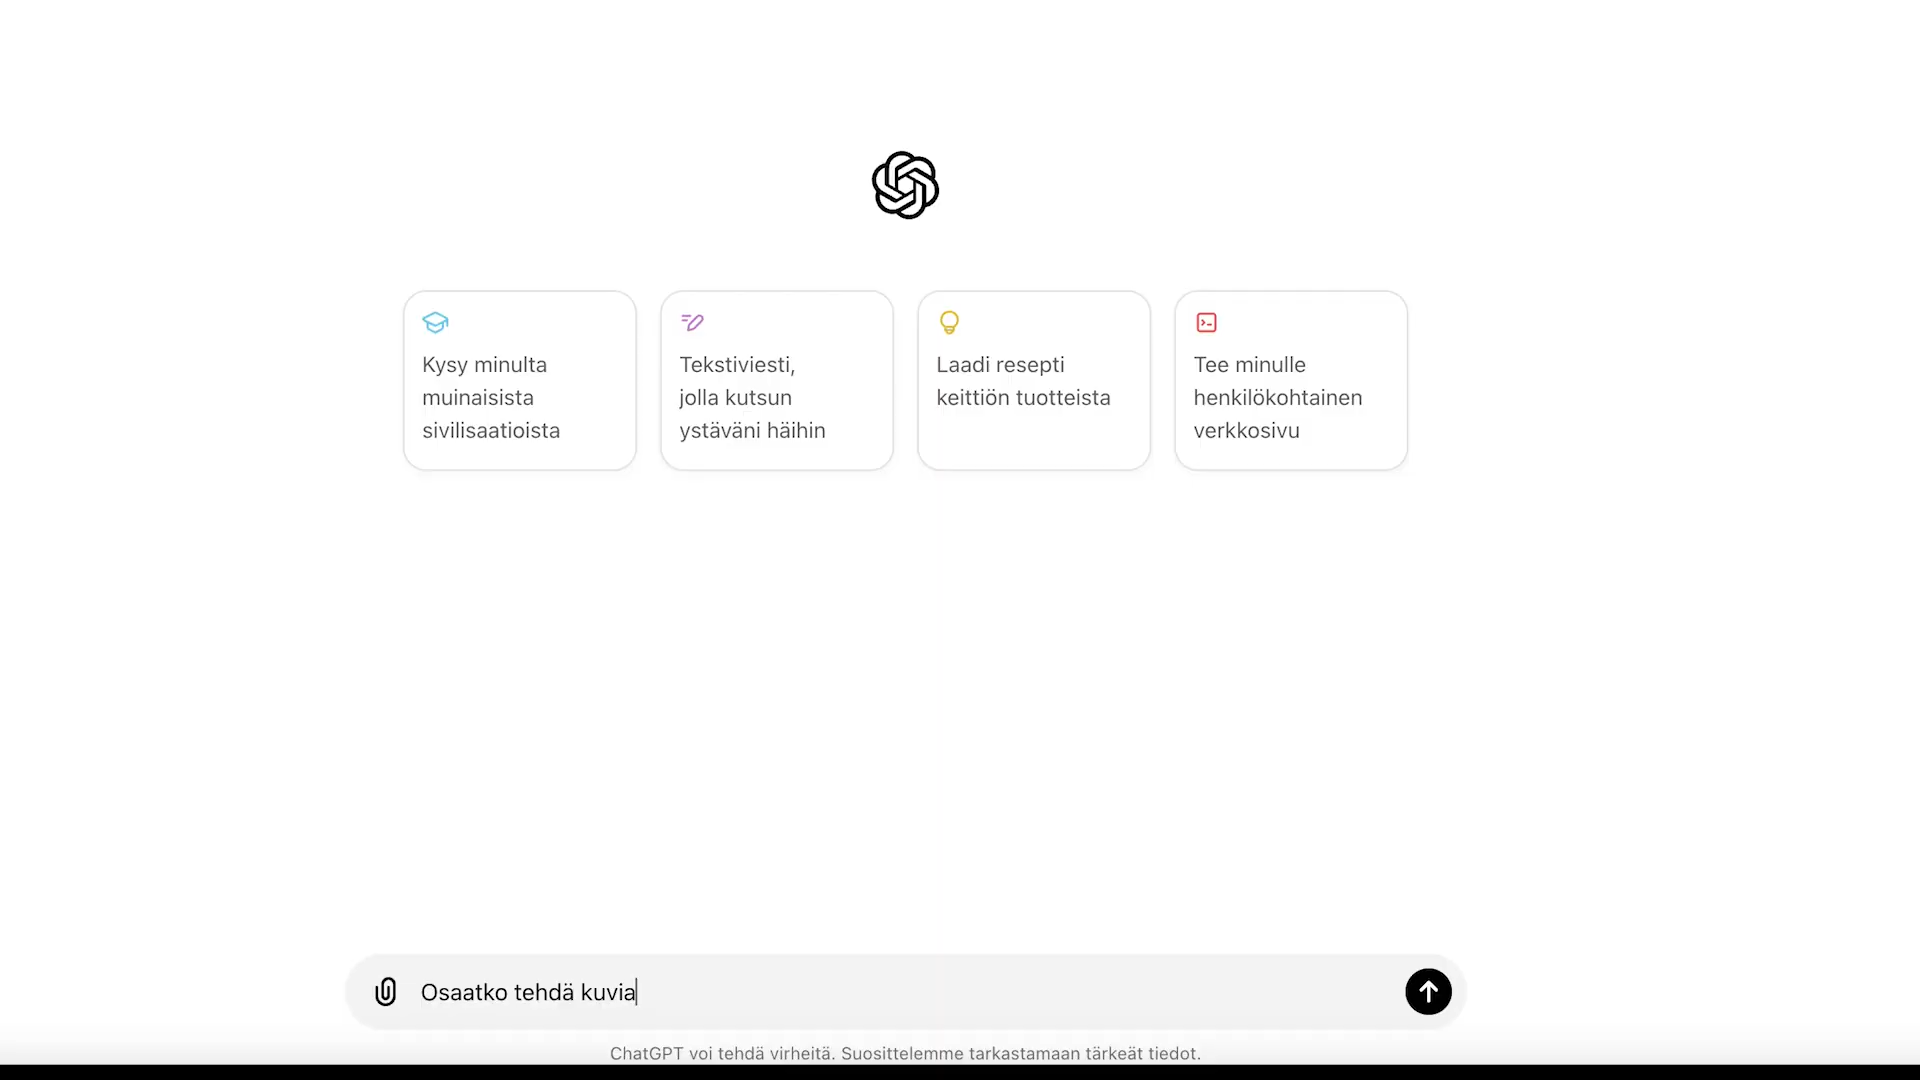 Kysy minulta
muinaisista
sivilisaatioista
Tekstiviesti,
jolla kutsun
ystäväni häihin
Laadi resepti
keittiön tuotteista
Tee minulle
henkilökohtainen
verkkosivu
Osaatko tehdä kuvia
ChatGPT voi tehdä virheitä. Suosittelemme tarkastamaan tärkeät tiedot.